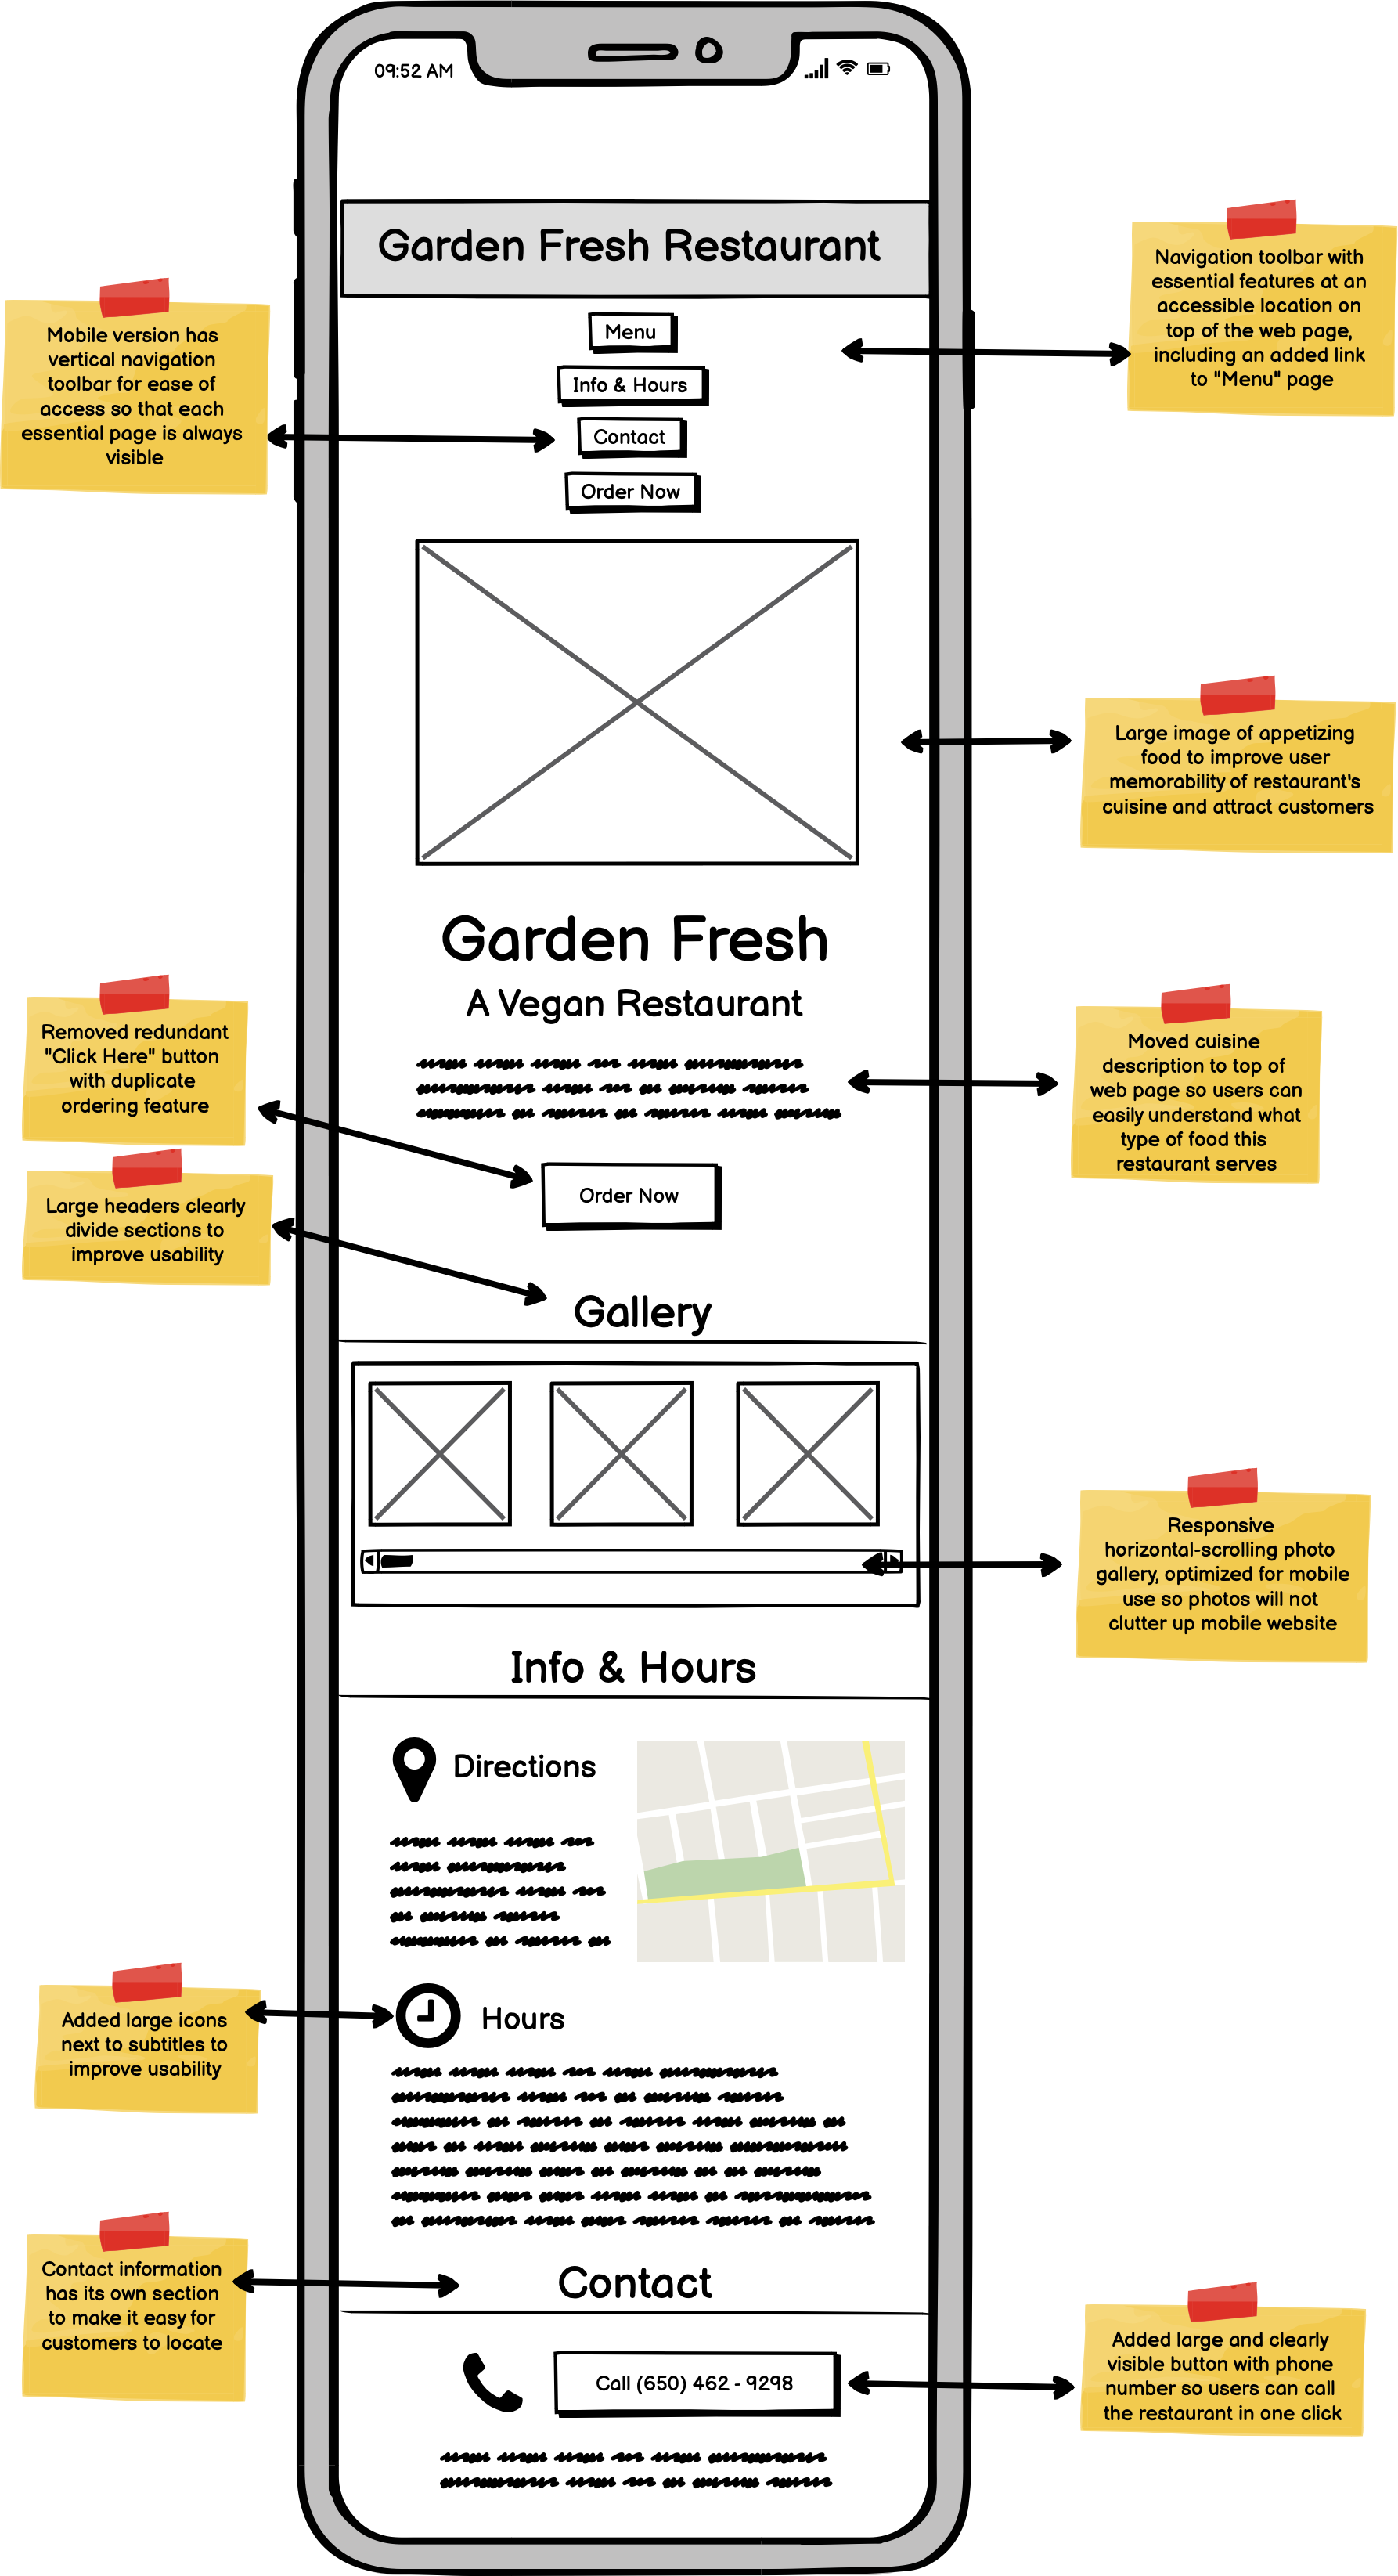 09:52 AM
Garden Fresh Restaurant
Navigation toolbar with
essential features at an
accessible location on
top of the web page,
including an added link
to "Menu" page
Mobile version has
vertical navigation
toolbar for ease of
access so that each
essential page is always
visible
Menu
Info & Hours
Contact
Order Now
Large image of appetizing
food to improve user
memorability of restaurant's
cuisine and attract customers
Garden Fresh
A Vegan Restaurant
Removed redundant
"Click Here" button
with duplicate
ordering feature
Moved cuisine
description to top of
web page so users can
easily understand what
type of food this
restaurant serves
Order Now
Large headers clearly
divide sections to
improve usability
Gallery
Responsive
horizontal-scrolling photo
gallery, optimized for mobile
use so photos will not
clutter up mobile website
Info & Hours
Directions
Added large icons
next to subtitles to
improve usability
Hours
Contact information
has its own section
to make it easy for
customers to locate
Contact
Call (650) 462 - 9298
Added large and clearly
visible button with phone
number so users can call
the restaurant in one click